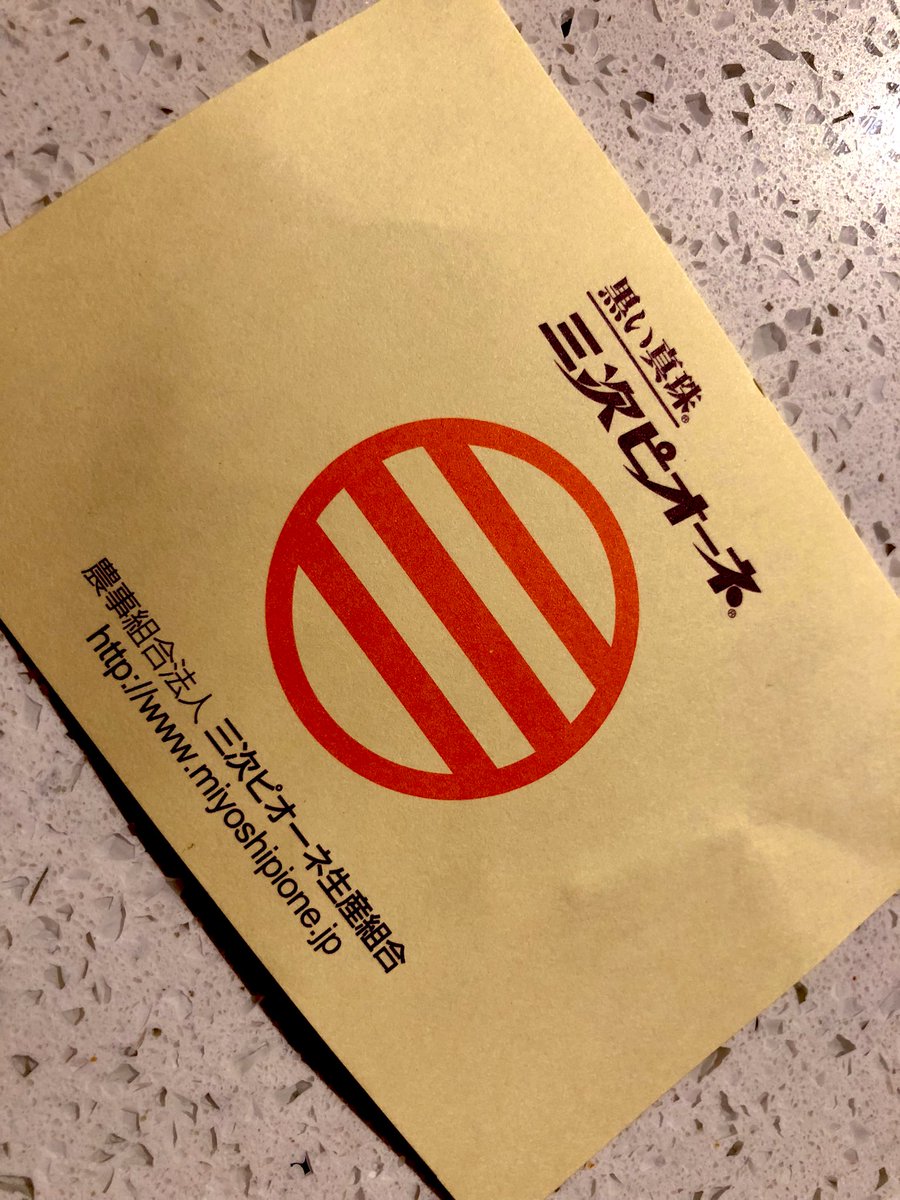 黒い真珠®
三次ピオーネ®
農事組合法人 三次ピオーネ生産組合
http://www.miyoshipione.jp